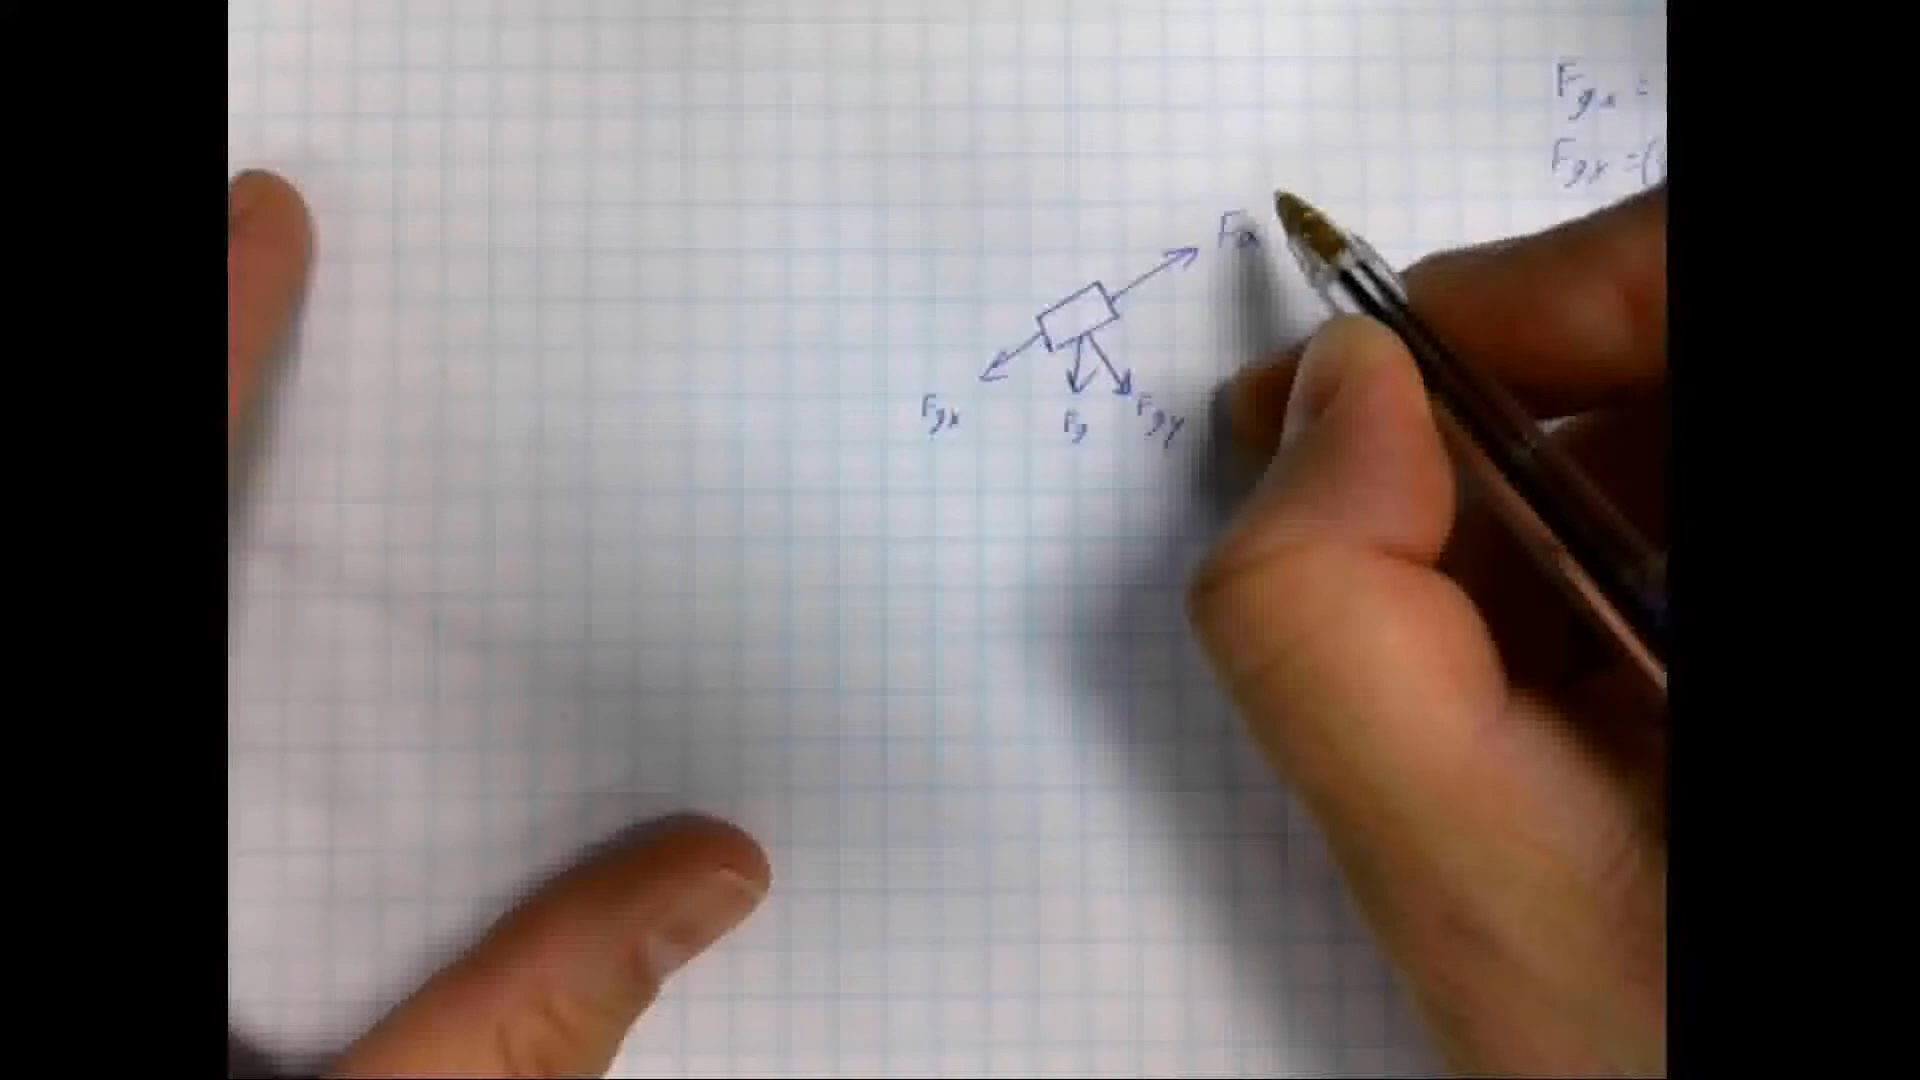 Fgx =
Fgx =(
Fa
Fgx
Fg
Fgy